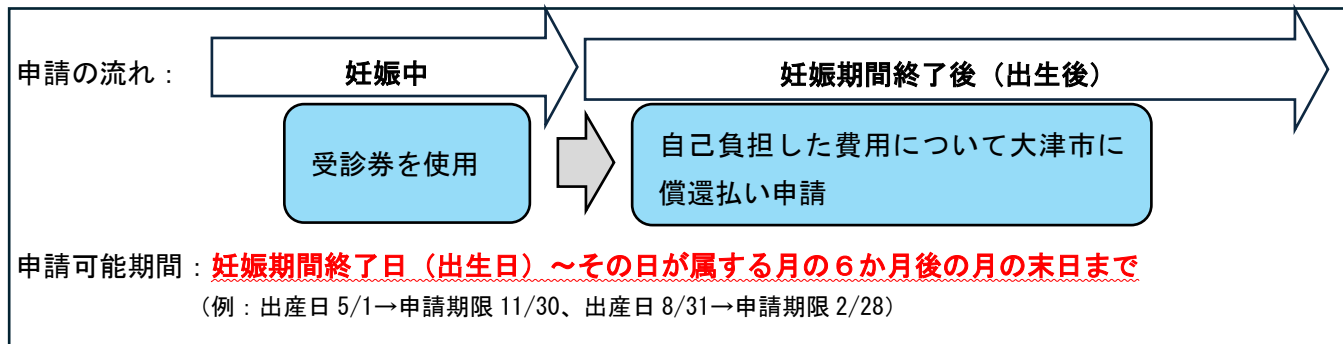 申請の流れ：
妊娠中
妊娠期間終了後（出生後）
受診券を使用
自己負担した費用について大津市に
償還払い申請
申請可能期間：妊娠期間終了日（出生日）～その日が属する月の６か月後の月の末日まで
（例：出産日 5/1→申請期限 11/30、出産日 8/31→申請期限 2/28）